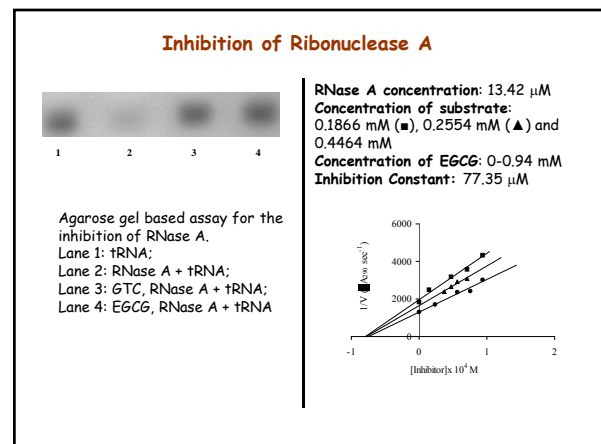 Inhibition of Ribonuclease A
1 2 3 4
Agarose gel based assay for the
inhibition of RNase A.
Lane 1: tRNA;
Lane 2: RNase A + tRNA;
Lane 3: GTC, RNase A + tRNA;
Lane 4: EGCG, RNase A + tRNA
RNase A concentration: 13.42 μM
Concentration of substrate:
0.1866 mM (■), 0.2554 mM (▲) and
0.4464 mM
Concentration of EGCG: 0-0.94 mM
Inhibition Constant: 77.35 μM
6000
4000
2000
0
-1 0 1 2
[Inhibitor]x 10⁴ M
1/V
sec⁻¹)